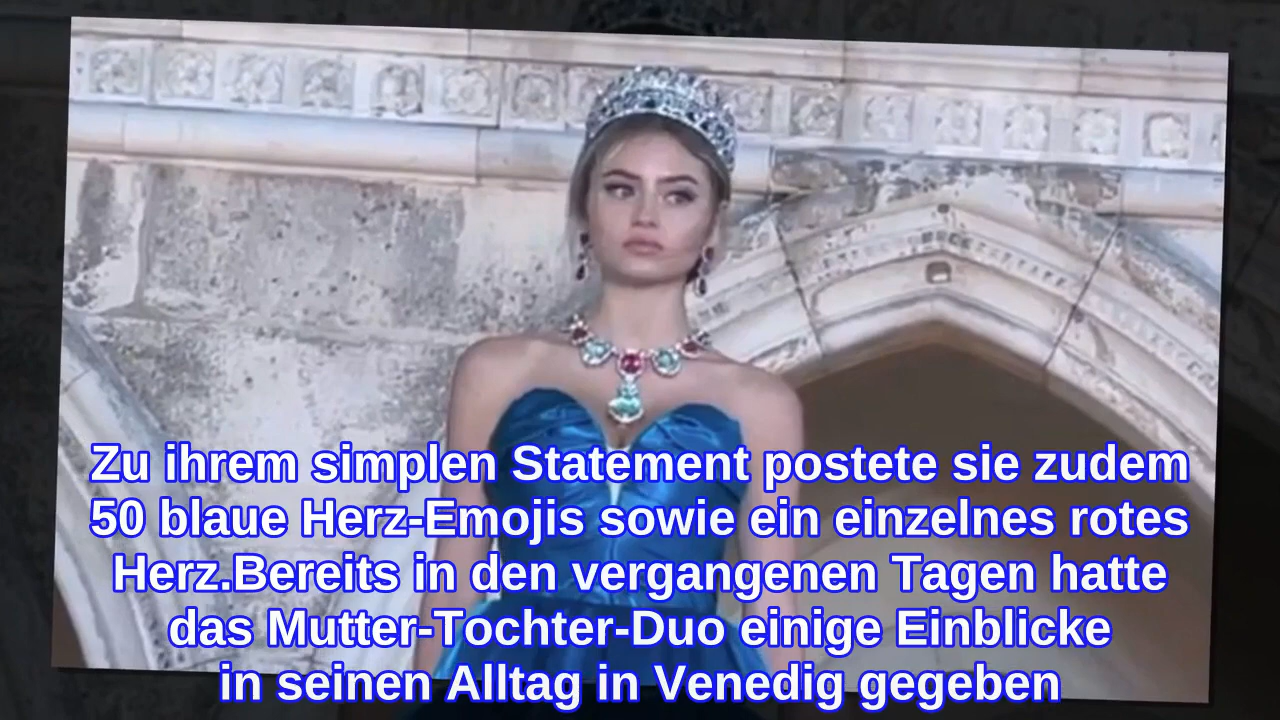 Zu ihrem simplen Statement postete sie zudem
50 blaue Herz-Emojis sowie ein einzelnes rotes
Herz.Bereits in den vergangenen Tagen hatte
das Mutter-Tochter-Duo einige Einblicke
in seinen Alltag in Venedig gegeben